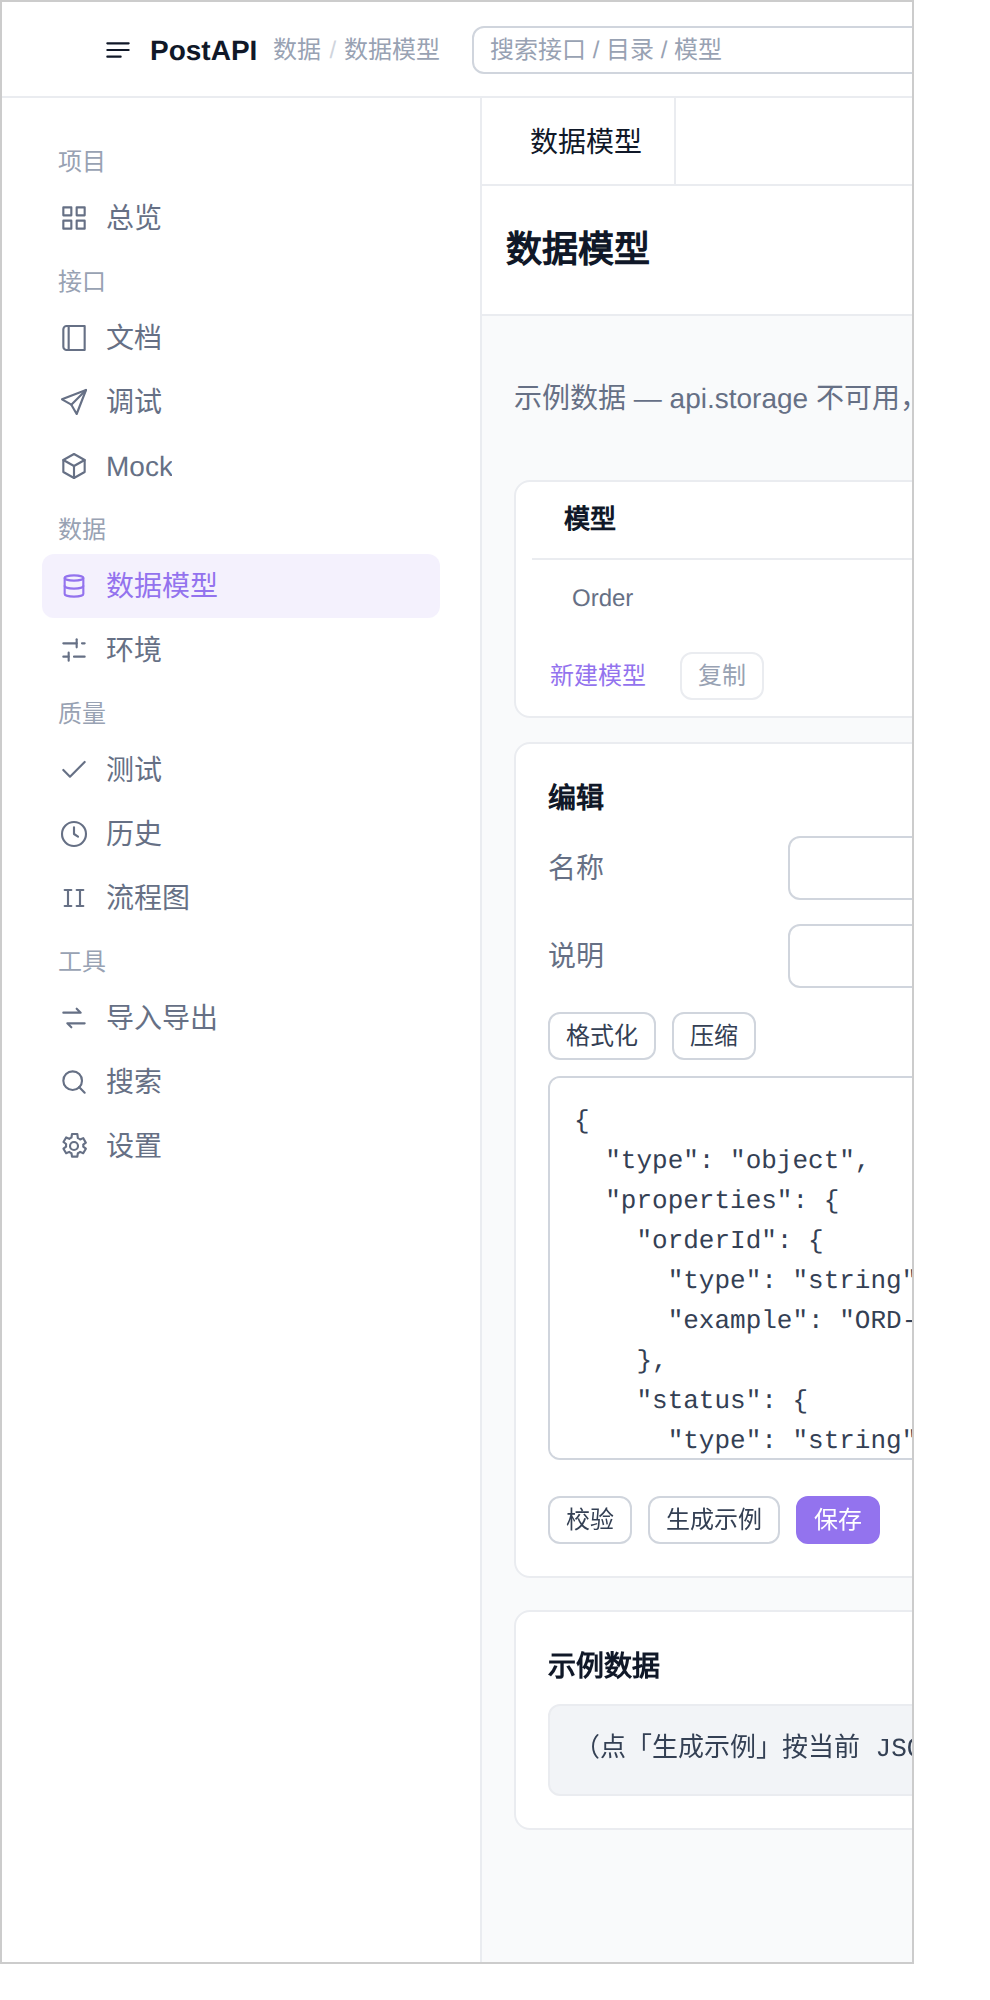 PostAPI 数据 / 数据模型 搜索接口 / 目录 / 模型
项目
总览
接口
文档
调试
Mock
数据
数据模型
环境
质量
测试
历史
流程图
工具
导入导出
搜索
设置
数据模型
数据模型
示例数据 — api.storage 不可用，
模型
Order
新建模型 复制
编辑
名称
说明
格式化 压缩
{
  "type": "object",
  "properties": {
    "orderId": {
      "type": "string"
      "example": "ORD-
    },
    "status": {
      "type": "string"
校验 生成示例 保存
示例数据
（点「生成示例」按当前 JSO